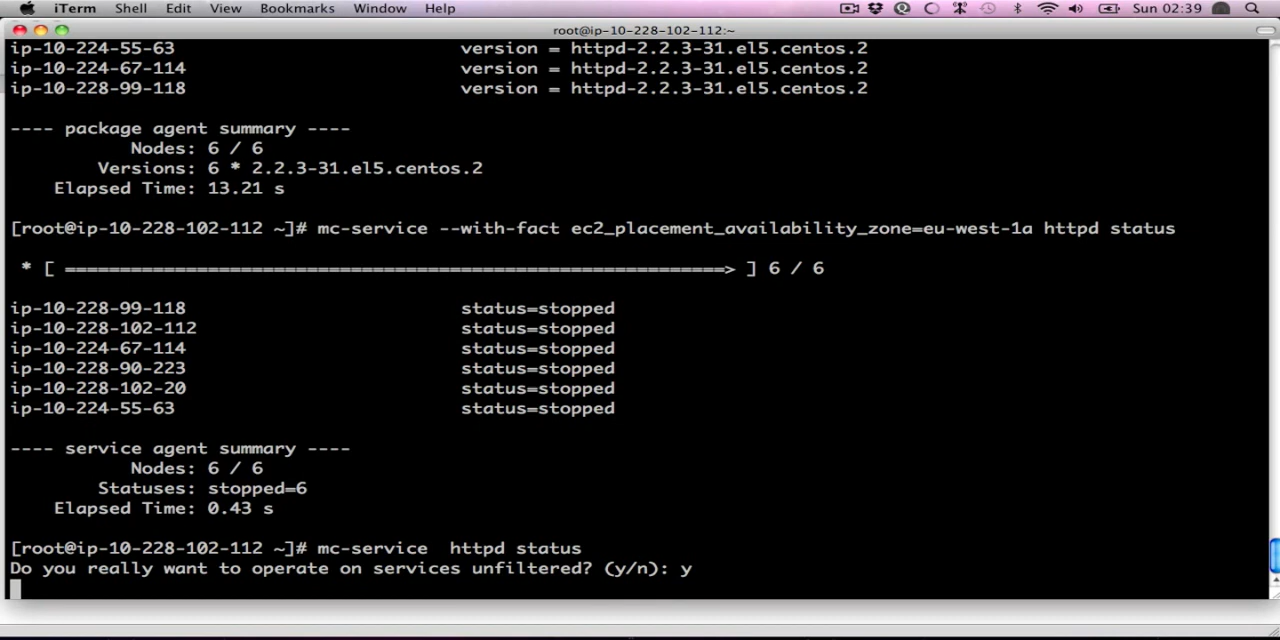 iTerm Shell Edit View Bookmarks Window Help Sun 02:39
root@ip-10-228-102-112:~
ip-10-224-55-63 version = httpd-2.2.3-31.el5.centos.2
ip-10-224-67-114 version = httpd-2.2.3-31.el5.centos.2
ip-10-228-99-118 version = httpd-2.2.3-31.el5.centos.2
---- package agent summary ----
Nodes: 6 / 6
Versions: 6 * 2.2.3-31.el5.centos.2
Elapsed Time: 13.21 s
[root@ip-10-228-102-112 ~]# mc-service --with-fact ec2_placement_availability_zone=eu-west-1a httpd status
* [ ============================================================> ] 6 / 6
ip-10-228-99-118 status=stopped
ip-10-228-102-112 status=stopped
ip-10-224-67-114 status=stopped
ip-10-228-90-223 status=stopped
ip-10-228-102-20 status=stopped
ip-10-224-55-63 status=stopped
---- service agent summary ----
Nodes: 6 / 6
Statuses: stopped=6
Elapsed Time: 0.43 s
[root@ip-10-228-102-112 ~]# mc-service  httpd status
Do you really want to operate on services unfiltered? (y/n): y